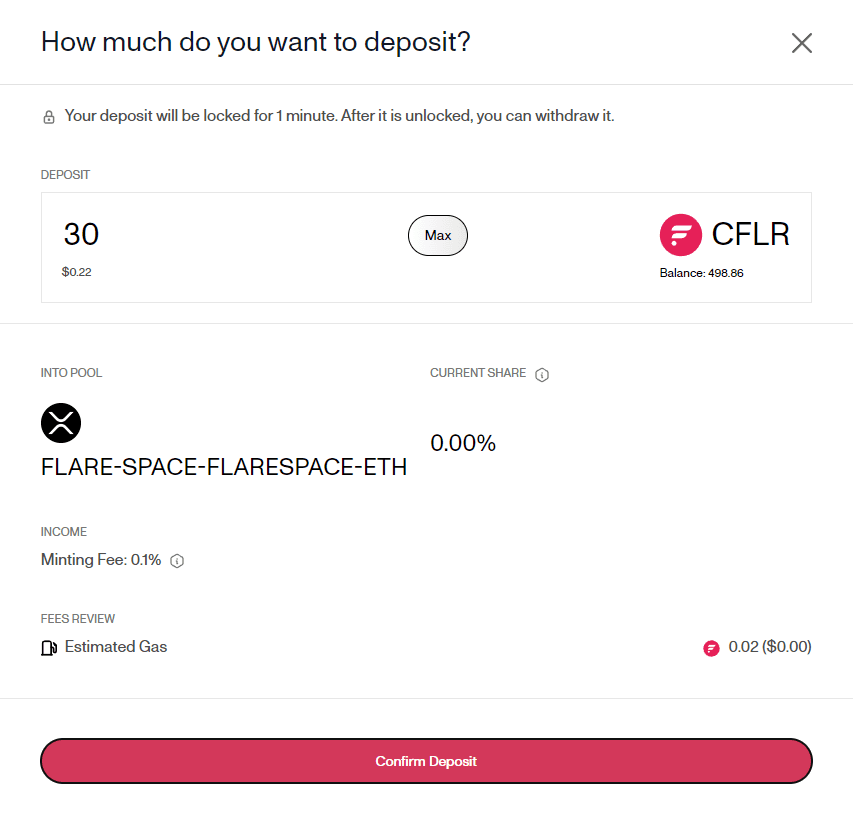 How much do you want to deposit?
Your deposit will be locked for 1 minute. After it is unlocked, you can withdraw it.
DEPOSIT
30
Max
CFLR
$0.22
Balance: 498.86
INTO POOL
CURRENT SHARE
0.00%
FLARE-SPACE-FLARESPACE-ETH
INCOME
Minting Fee: 0.1%
FEES REVIEW
Estimated Gas
0.02 ($0.00)
Confirm Deposit